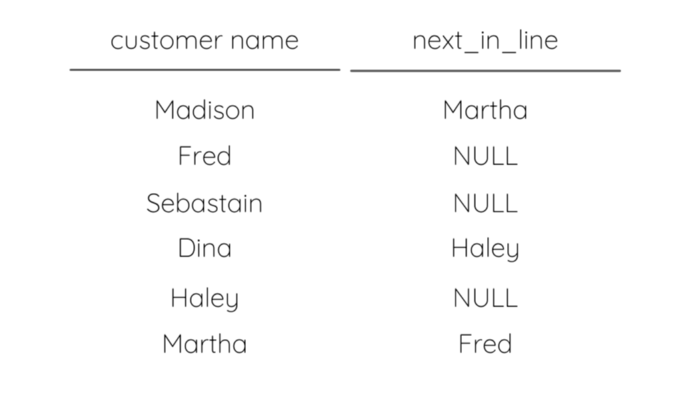 customer name next_in_line
Madison Martha
Fred NULL
Sebastain NULL
Dina Haley
Haley NULL
Martha Fred